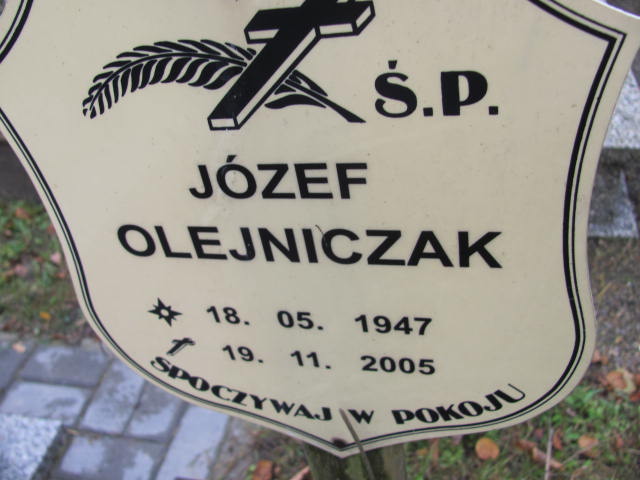 Ś.P.
JÓZEF
OLEJNICZAK
18. 05. 1947
19. 11. 2005
SPOCZYWAJ W POKOJU